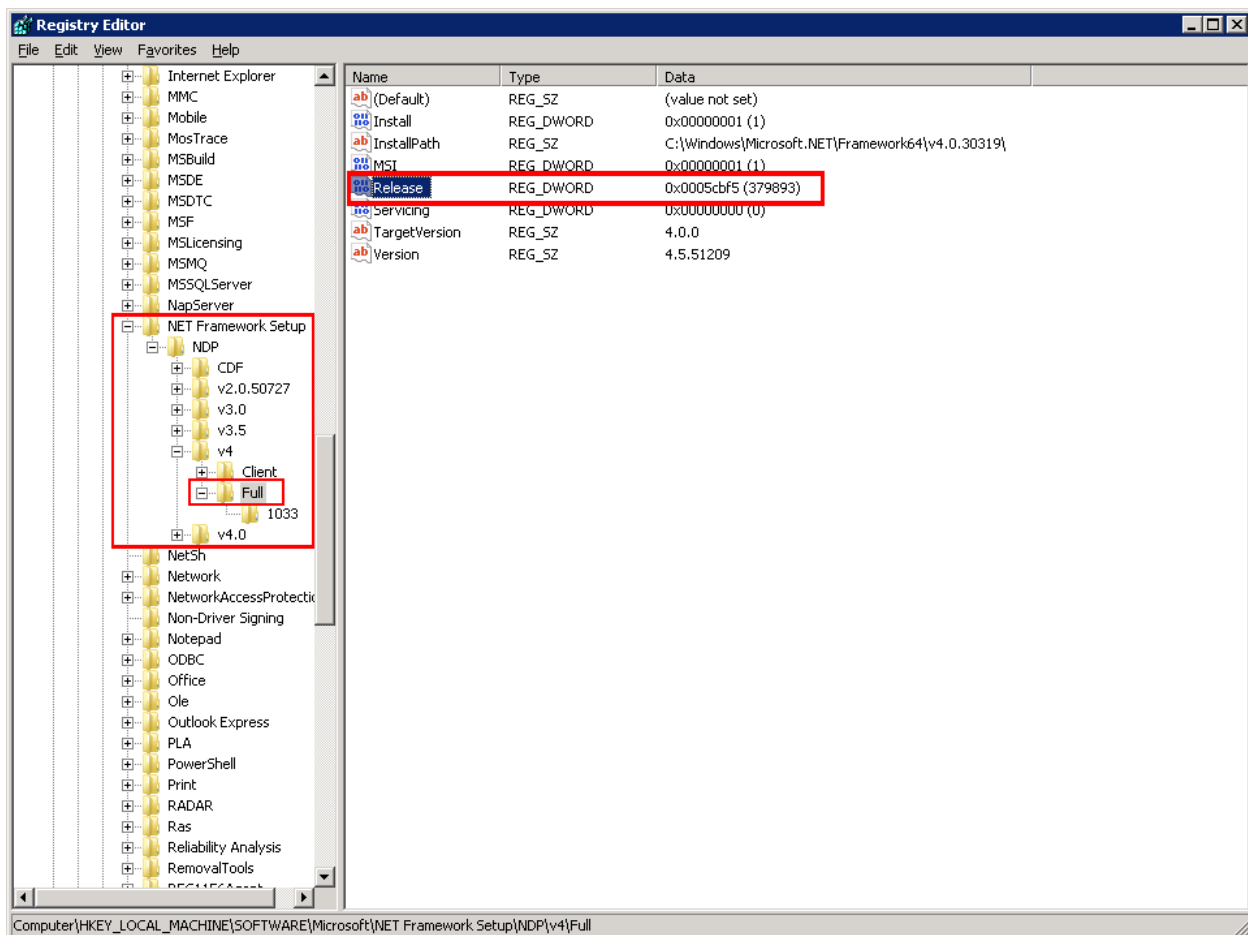 Registry Editor
File Edit View Favorites Help
Internet Explorer
MMC
Mobile
MosTrace
MSBuild
MSDE
MSDTC
MSF
MSLicensing
MSMQ
MSSQLServer
NapServer
NET Framework Setup
NDP
CDF
v2.0.50727
v3.0
v3.5
v4
Client
Full
1033
v4.0
NetSh
Network
NetworkAccessProtectio
Non-Driver Signing
Notepad
ODBC
Office
Ole
Outlook Express
PLA
PowerShell
Print
RADAR
Ras
Reliability Analysis
RemovalTools
Name Type Data
(Default) REG_SZ (value not set)
Install REG_DWORD 0x00000001 (1)
InstallPath REG_SZ C:\Windows\Microsoft.NET\Framework64\v4.0.30319\
MSI REG_DWORD 0x00000001 (1)
Release REG_DWORD 0x0005cbf5 (379893)
Servicing REG_DWORD 0x00000000 (0)
TargetVersion REG_SZ 4.0.0
Version REG_SZ 4.5.51209
Computer\HKEY_LOCAL_MACHINE\SOFTWARE\Microsoft\NET Framework Setup\NDP\v4\Full